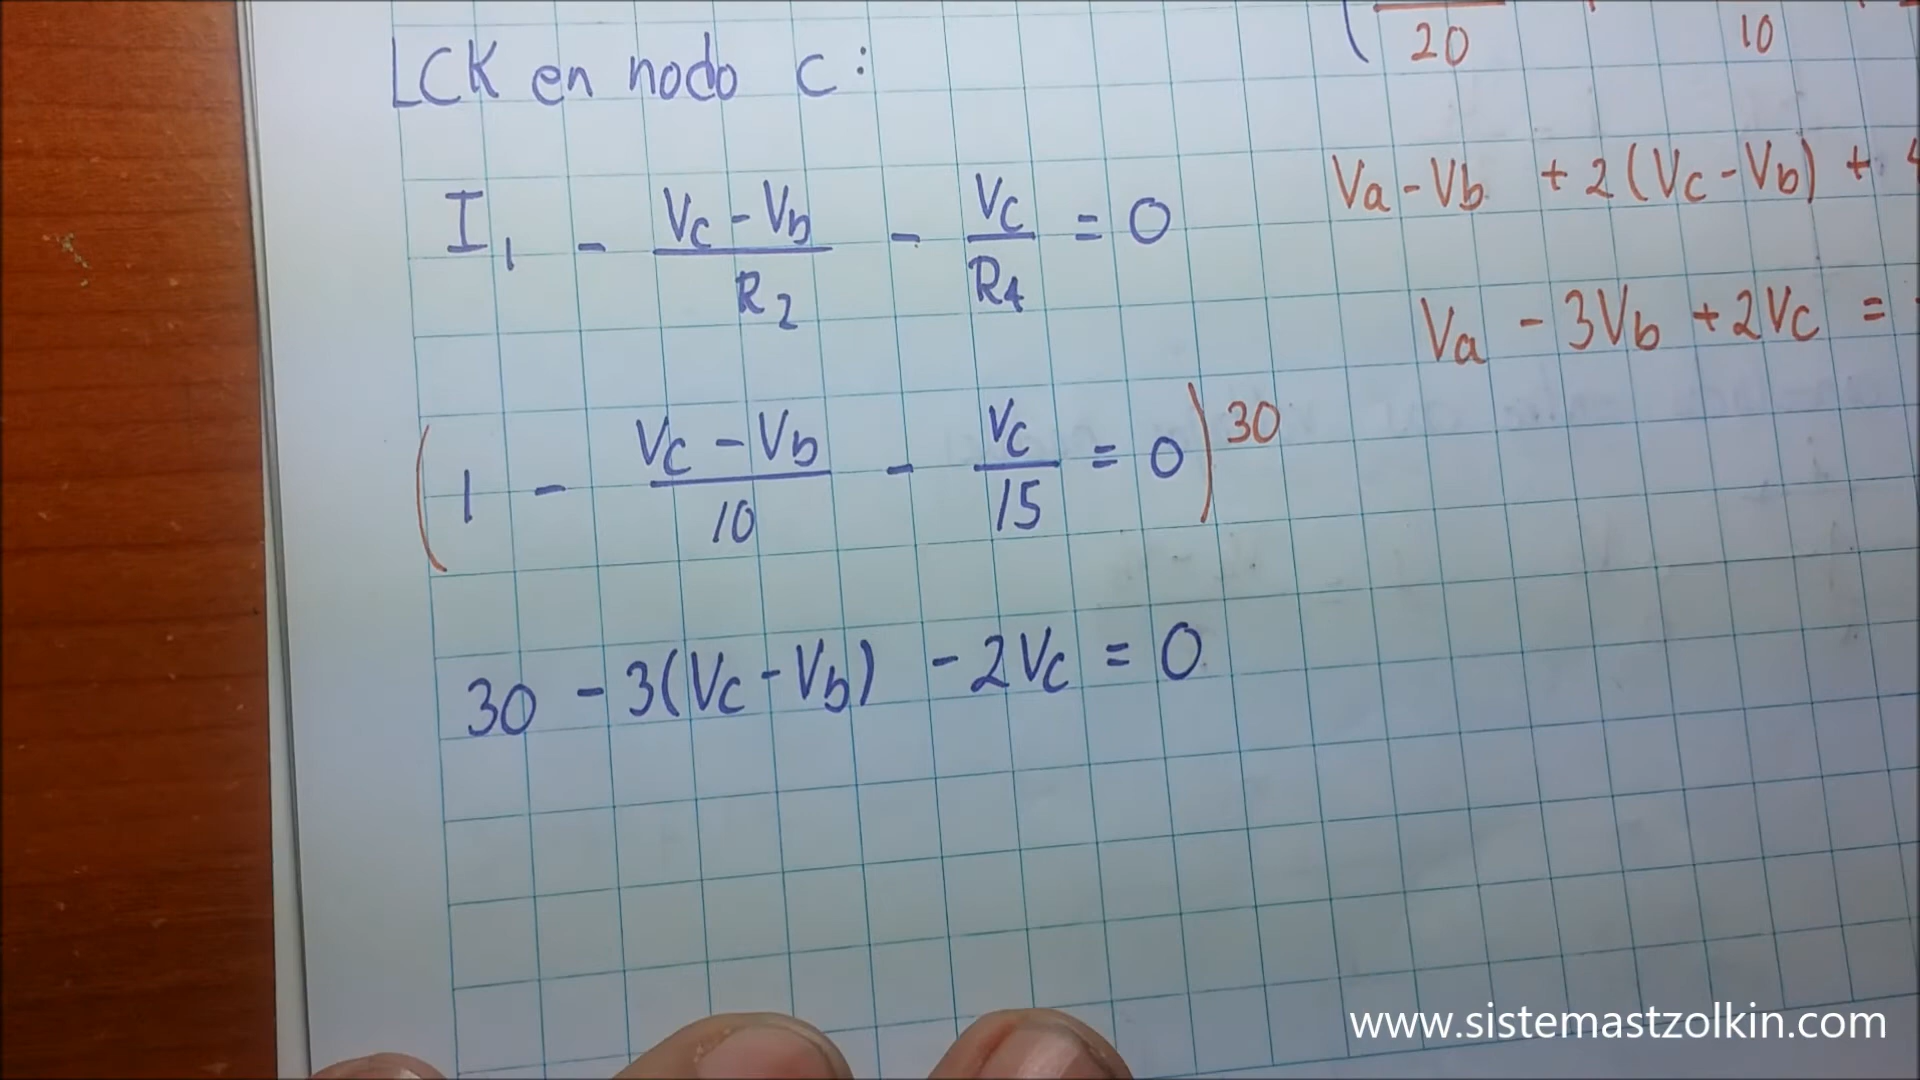 LCK en nodo c:
I₁ - (Vc - Vb)/R₂ - Vc/R4 = 0
(1 - (Vc - Vb)/10 - Vc/15 = 0) 30
30 - 3(Vc - Vb) - 2Vc = 0
( 20 10
Va - Vb + 2(Vc - Vb) +
Va - 3Vb + 2Vc =
www.sistemastzolkin.com